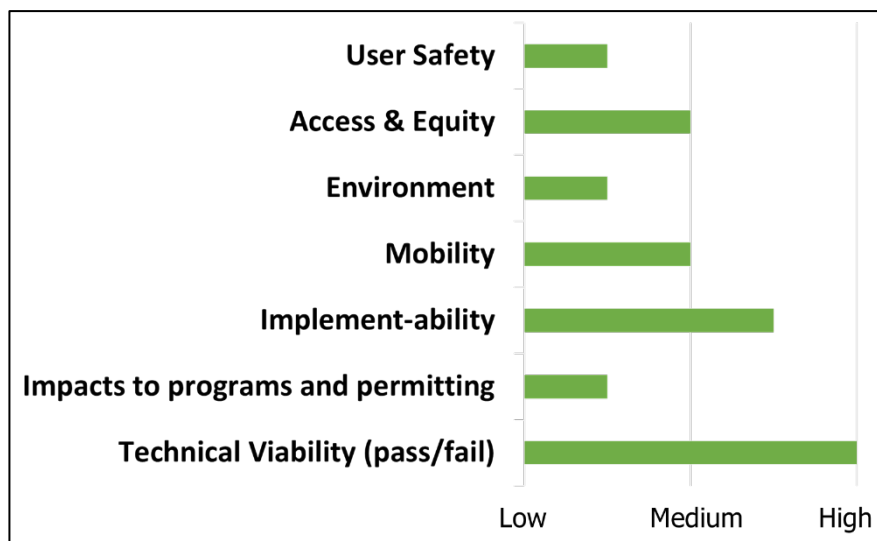 User Safety
Access & Equity
Environment
Mobility
Implement-ability
Impacts to programs and permitting
Technical Viability (pass/fail)
Low Medium High